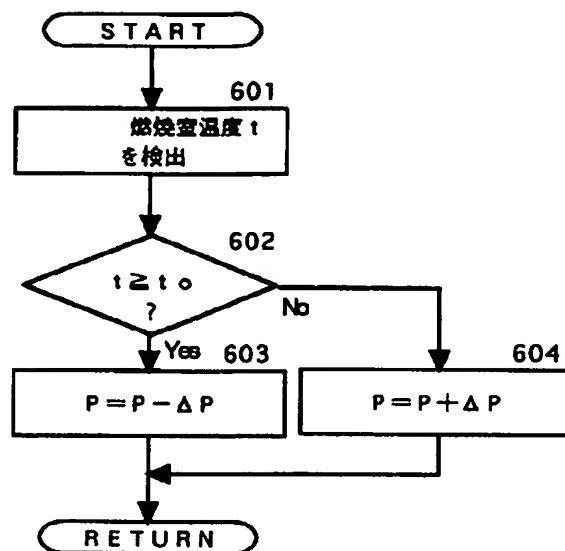 START
601
燃焼室温度 t
を検出
602
t ≧ t o
?
No
Yes
603
604
P = P − Δ P
P = P + Δ P
RETURN